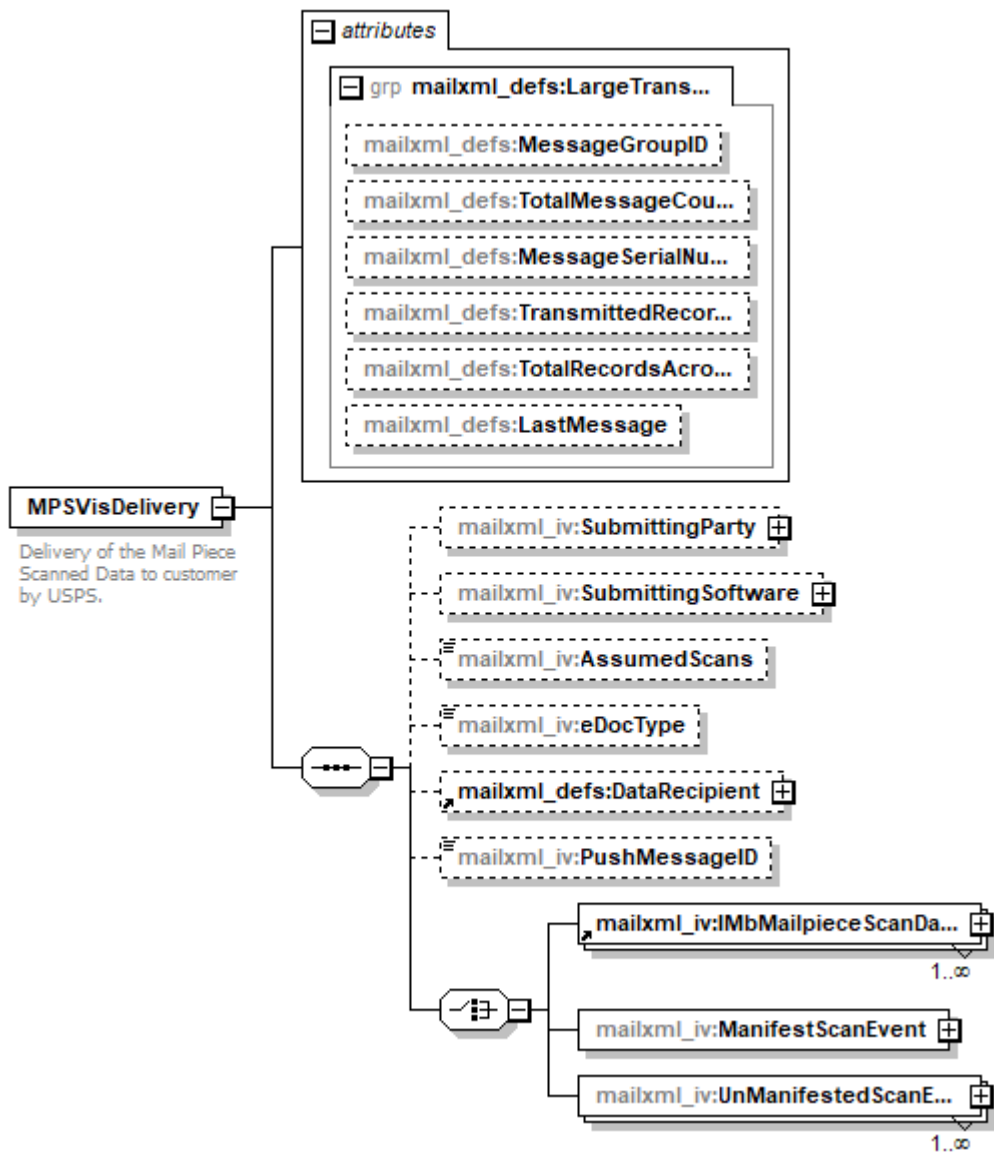 attributes
grp mailxml_defs:LargeTrans...
mailxml_defs:MessageGroupID
mailxml_defs:TotalMessageCou...
mailxml_defs:MessageSerialNu...
mailxml_defs:TransmittedRecor...
mailxml_defs:TotalRecordsAcro...
mailxml_defs:LastMessage
MPSVisDelivery
Delivery of the Mail Piece
Scanned Data to customer
by USPS.
mailxml_iv:SubmittingParty
mailxml_iv:SubmittingSoftware
mailxml_iv:AssumedScans
mailxml_iv:eDocType
mailxml_defs:DataRecipient
mailxml_iv:PushMessageID
mailxml_iv:IMbMailpieceScanDa...
1..∞
mailxml_iv:ManifestScanEvent
mailxml_iv:UnManifestedScanE...
1..∞